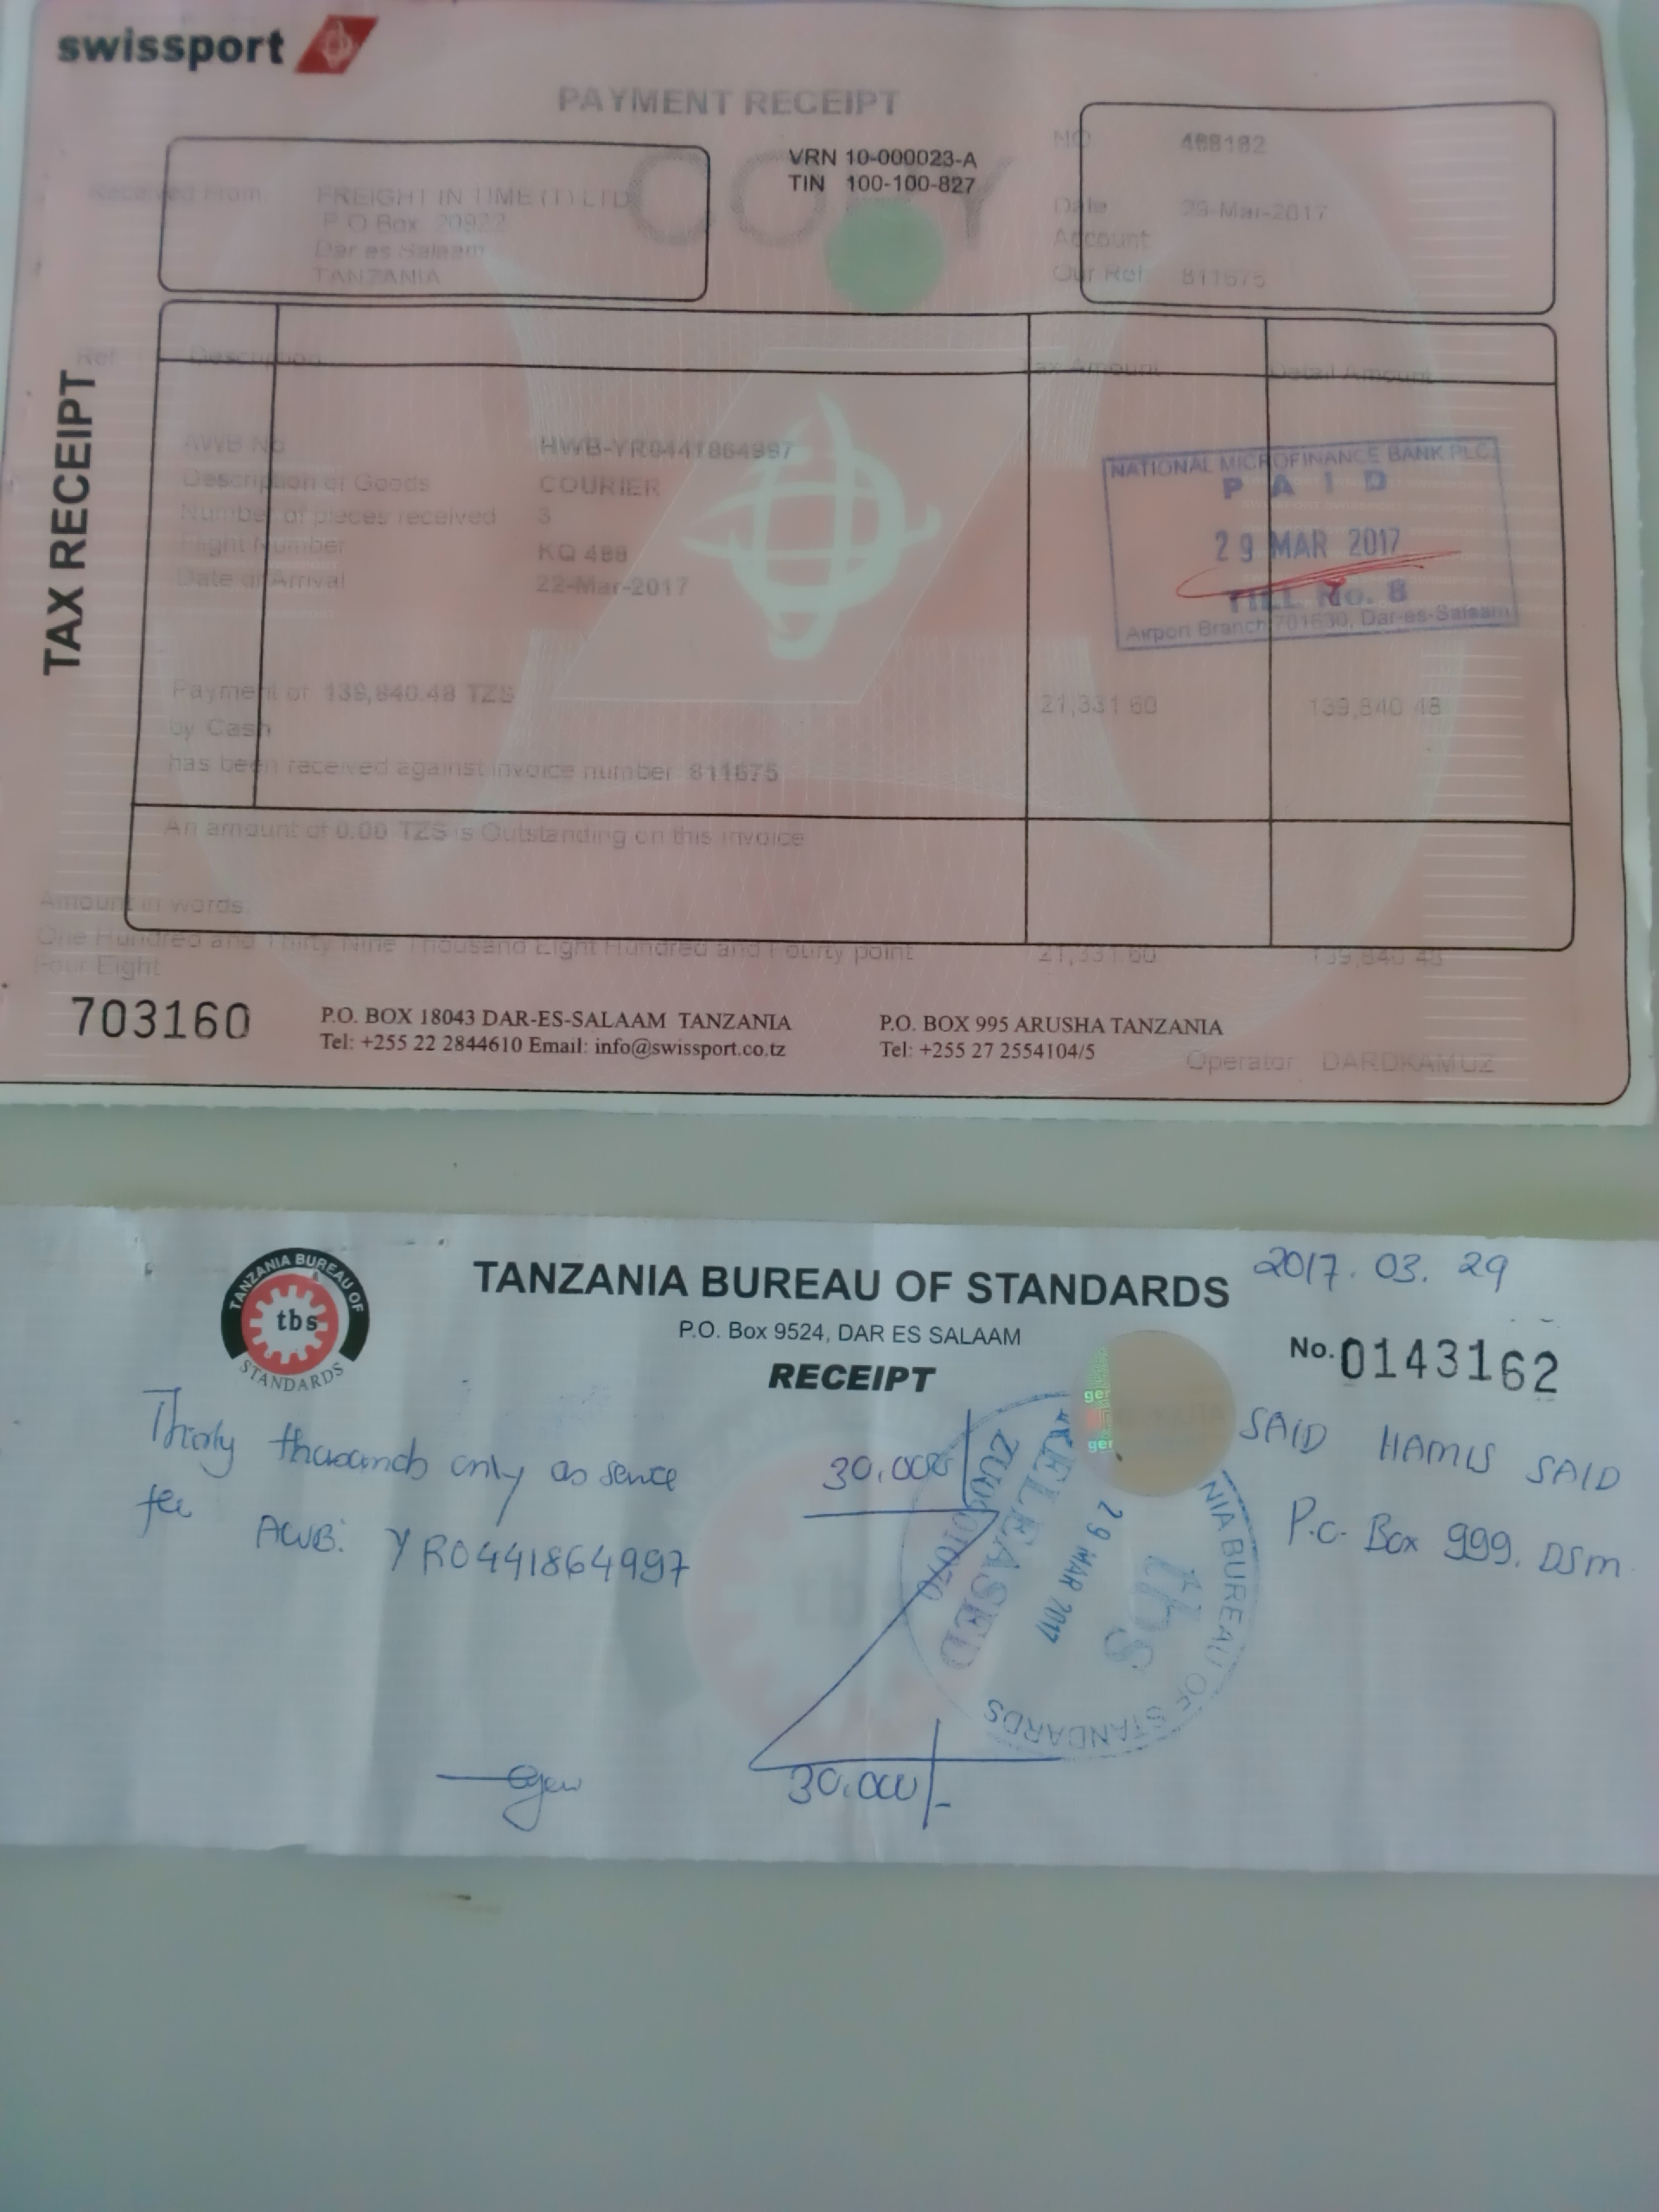 swissport
PAYMENT RECEIPT
COPY
VRN 10-000023-A
TIN 100-100-827
NO 468182
Received From FREIGHT IN TIME (T) LTD
P.O Box
Dar es Salaam
TANZANIA
Date 29-Mar-2017
Account
Our Ref 811675
TAX RECEIPT
Ref Description Tax Amount Detail Amount
AWB No HWB-YR0441864997
Description of Goods COURIER
Number of pieces received 3
Flight Number KQ 488
Date of Arrival 22-Mar-2017
NATIONAL MICROFINANCE BANK PLC
PAID
29 MAR 2017
TILL No. 8
Airport Branch 701630, Dar-es-Salaam
Payment of 139,840.48 TZS 21,331.60 139,840.48
by Cash
has been received against invoice number 811675
An amount of 0.00 TZS is Outstanding on this invoice
Amount in words
One Hundred and Thirty Nine Thousand Eight Hundred and Fourty point 21,331.60 139,840.48
Four Eight
703160
P.O. BOX 18043 DAR-ES-SALAAM TANZANIA
Tel: +255 22 2844610 Email: info@swissport.co.tz
P.O. BOX 995 ARUSHA TANZANIA
Tel: +255 27 2554104/5
Operator DARDKAMUZ
TANZANIA BUREAU OF STANDARDS
tbs
TANZANIA BUREAU OF STANDARDS
P.O. Box 9524, DAR ES SALAAM
RECEIPT
2017.03.29
No. 0143162
Thirty thousands only as service
fee AWB: YR0441864997
30,000
SAID HAMIS SAID
P.O. Box 999. DSM
RELEASED
29 MAR 2017
tbs
NIA BUREAU OF STANDARDS
30,000/-